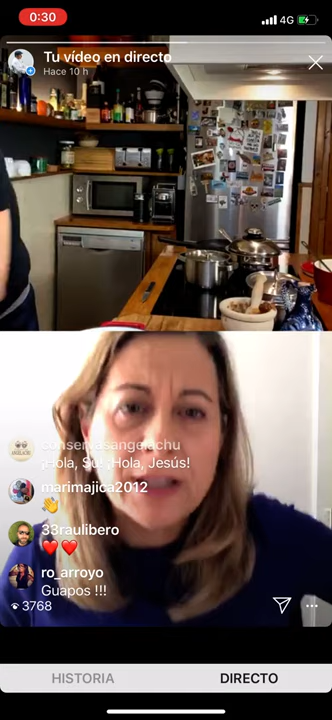 0:30
4G
Tu vídeo en directo
Hace 10 h
conservasangelachu
¡Hola, Su! ¡Hola, Jesús!
marimajica2012
👋
33raulibero
❤️❤️
ro_arroyo
Guapos !!!
3768
HISTORIA
DIRECTO